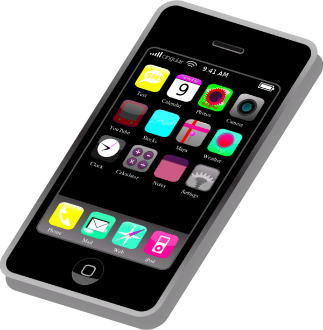 cingular 9:41 AM
Text Calendar Photos Camera
9
YouTube Stocks Maps Weather
Clock Calculator Notes Settings
Phone Mail Web iPod